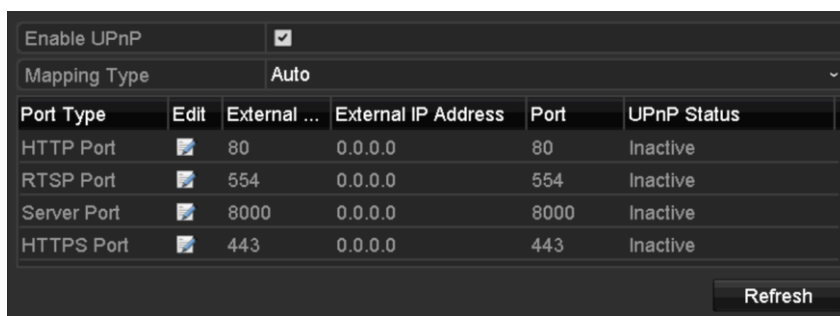 Enable UPnP
Mapping Type Auto
Port Type Edit External ... External IP Address Port UPnP Status
HTTP Port 80 0.0.0.0 80 Inactive
RTSP Port 554 0.0.0.0 554 Inactive
Server Port 8000 0.0.0.0 8000 Inactive
HTTPS Port 443 0.0.0.0 443 Inactive
Refresh